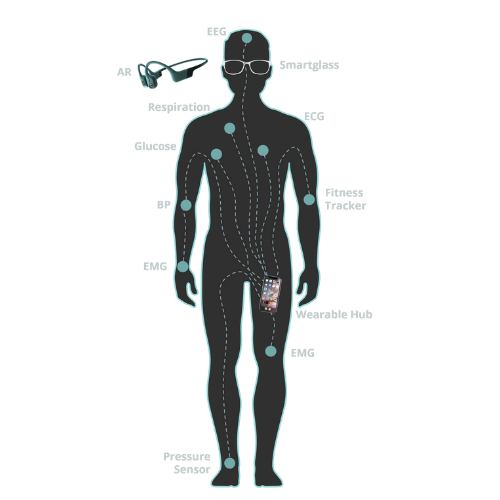 EEG
Smartglass
AR
Respiration
ECG
Glucose
BP
Fitness
Tracker
EMG
Wearable Hub
EMG
Pressure
Sensor